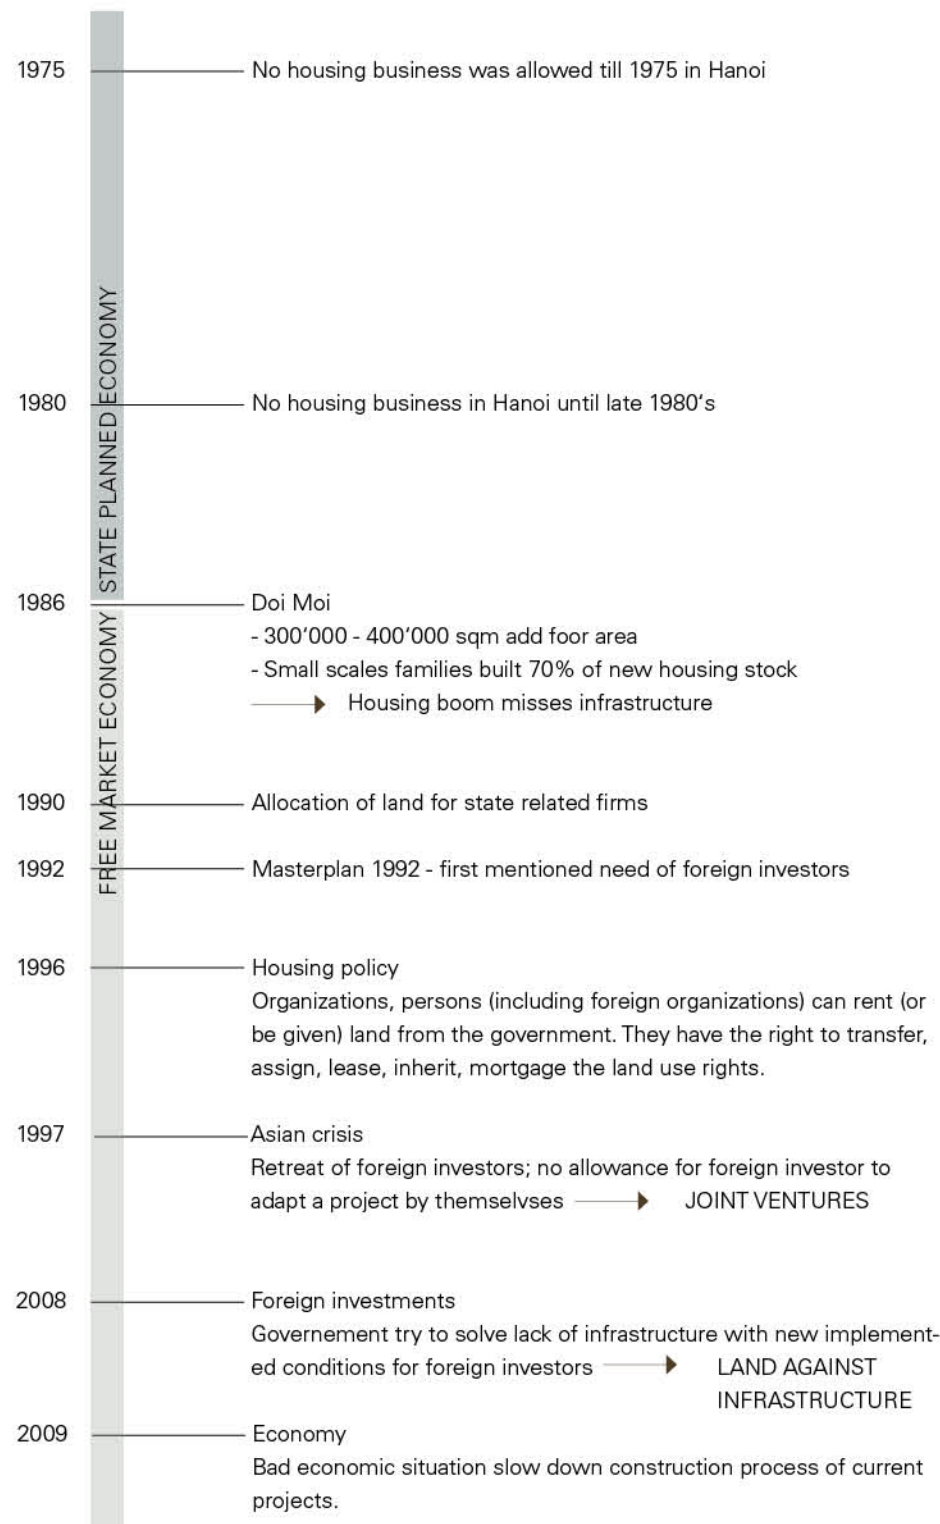 1975 No housing business was allowed till 1975 in Hanoi
STATE PLANNED ECONOMY
1980 No housing business in Hanoi until late 1980‘s
1986 Doi Moi
- 300‘000 - 400‘000 sqm add foor area
- Small scales families built 70% of new housing stock
Housing boom misses infrastructure
FREE MARKET ECONOMY
1990 Allocation of land for state related firms
1992 Masterplan 1992 - first mentioned need of foreign investors
1996 Housing policy
Organizations, persons (including foreign organizations) can rent (or
be given) land from the government. They have the right to transfer,
assign, lease, inherit, mortgage the land use rights.
1997 Asian crisis
Retreat of foreign investors; no allowance for foreign investor to
adapt a project by themselvses JOINT VENTURES
2008 Foreign investments
Governement try to solve lack of infrastructure with new implement-
ed conditions for foreign investors LAND AGAINST
INFRASTRUCTURE
2009 Economy
Bad economic situation slow down construction process of current
projects.